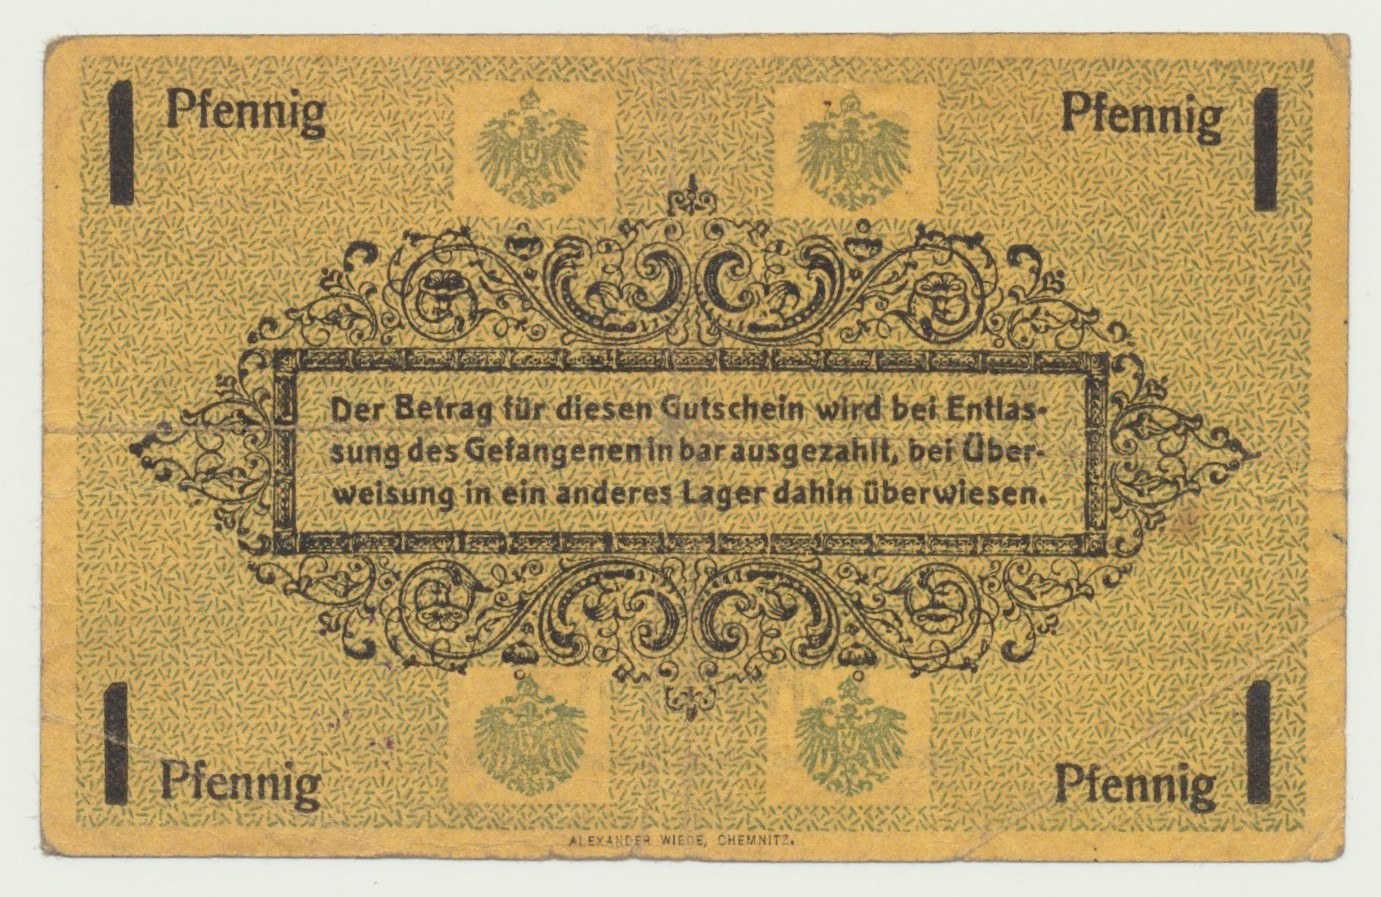 1 Pfennig
Pfennig 1
Der Betrag für diesen Gutschein wird bei Entlas-
sung des Gefangenen in bar ausgezahlt, bei Über-
weisung in ein anderes Lager dahin überwiesen.
1 Pfennig
Pfennig 1
ALEXANDER WIEDE, CHEMNITZ.